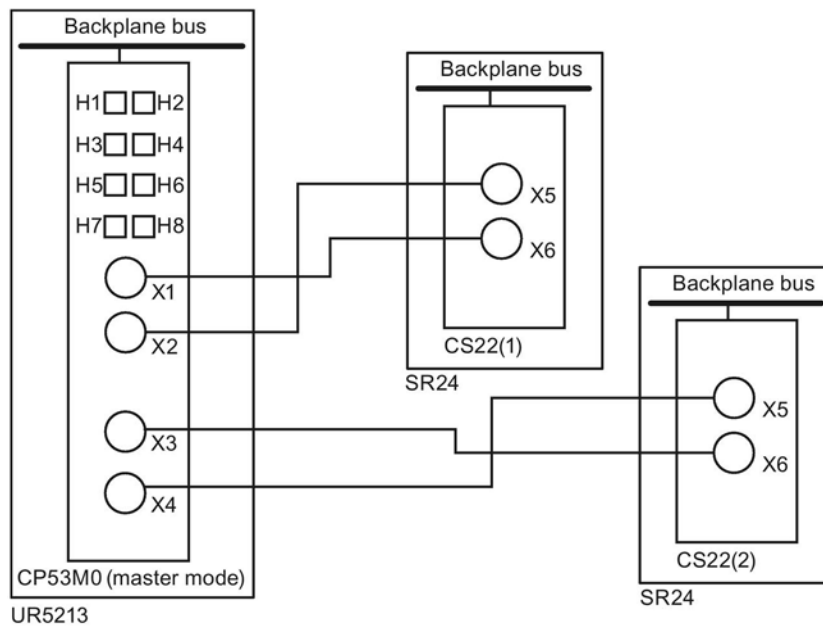 Backplane bus
H1 H2
H3 H4
H5 H6
H7 H8
X1
X2
X3
X4
CP53M0 (master mode)
UR5213
Backplane bus
X5
X6
CS22(1)
SR24
Backplane bus
X5
X6
CS22(2)
SR24